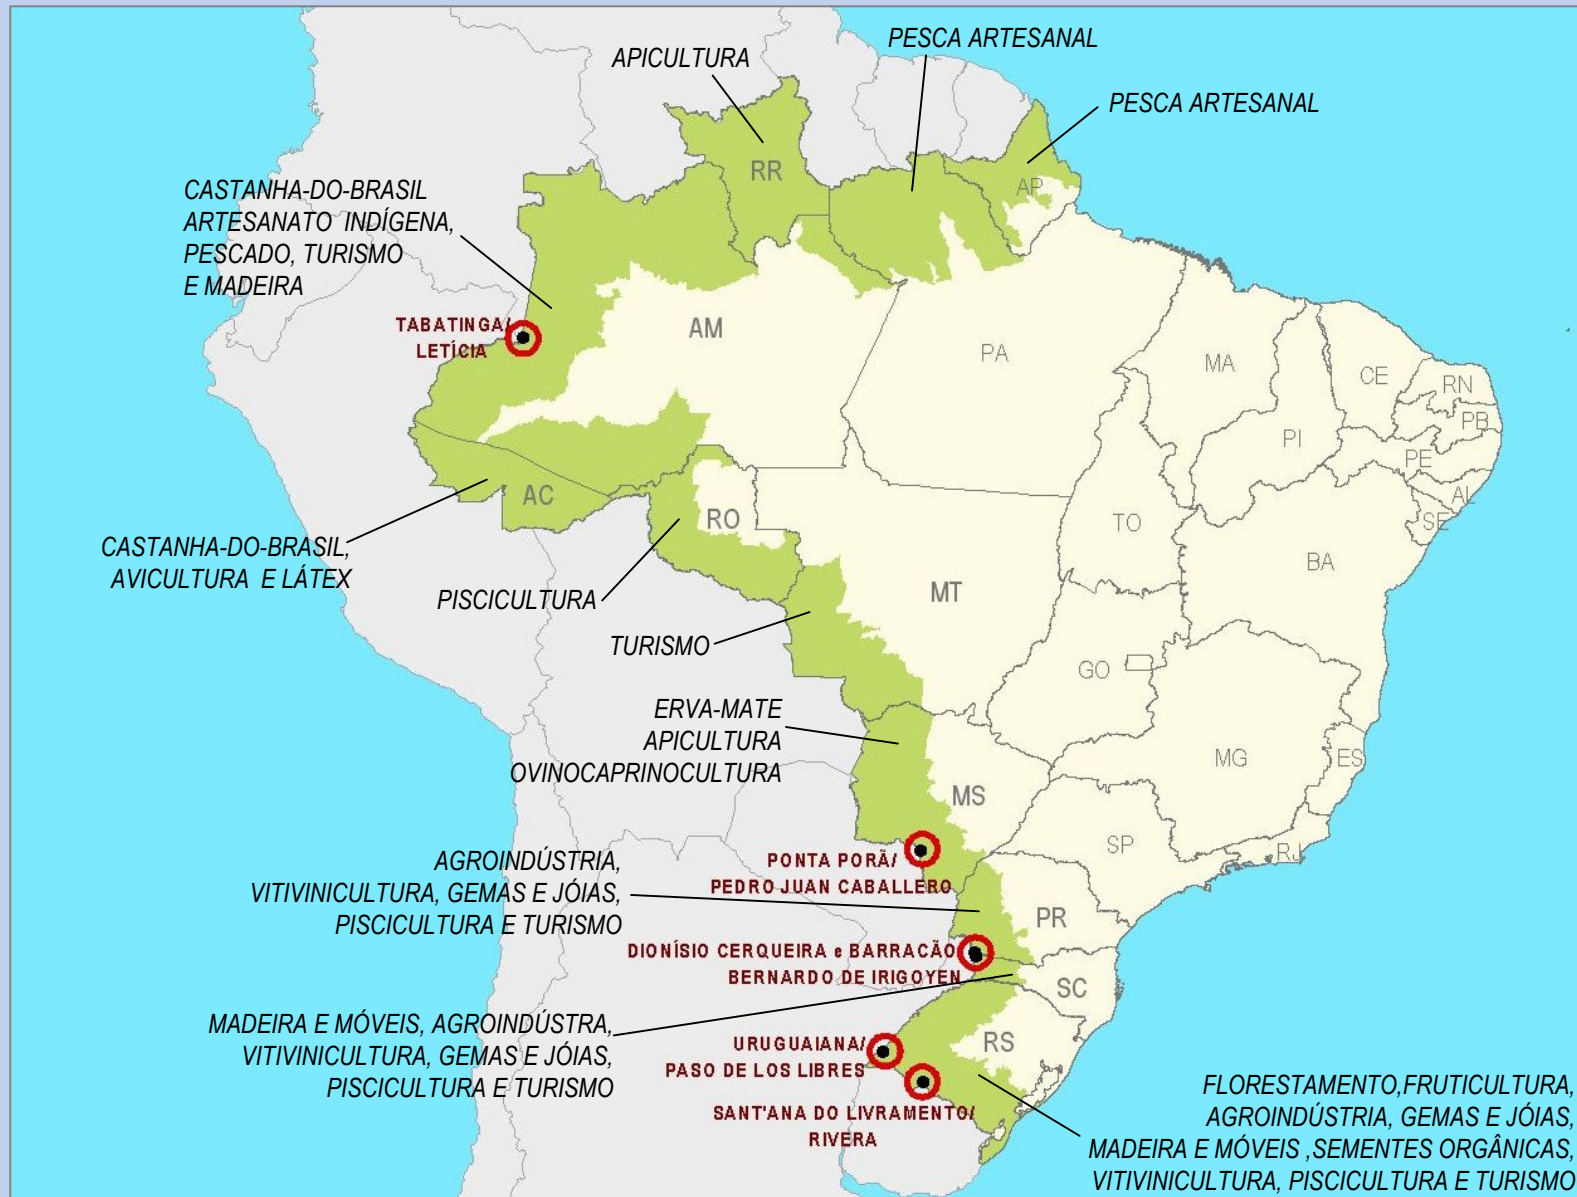 PESCA ARTESANAL
APICULTURA
PESCA ARTESANAL
RR
AP
CASTANHA-DO-BRASIL
ARTESANATO INDÍGENA,
PESCADO, TURISMO
E MADEIRA
TABATINGA/
LETÍCIA
AM
PA
MA
CE
RN
PB
PI
PE
AL
SE
AC
RO
TO
BA
CASTANHA-DO-BRASIL,
AVICULTURA E LÁTEX
PISCICULTURA
MT
TURISMO
GO
ERVA-MATE
APICULTURA
OVINOCAPRINOCULTURA
MG
ES
MS
SP
RJ
AGROINDÚSTRIA,
VITIVINICULTURA, GEMAS E JÓIAS,
PISCICULTURA E TURISMO
PONTA PORÃ/
PEDRO JUAN CABALLERO
PR
DIONÍSIO CERQUEIRA e BARRACÃO
BERNARDO DE IRIGOYEN
SC
MADEIRA E MÓVEIS, AGROINDÚSTRA,
VITIVINICULTURA, GEMAS E JÓIAS,
PISCICULTURA E TURISMO
URUGUAIANA/
PASO DE LOS LIBRES
RS
SANT'ANA DO LIVRAMENTO/
RIVERA
FLORESTAMENTO,FRUTICULTURA,
AGROINDÚSTRIA, GEMAS E JÓIAS,
MADEIRA E MÓVEIS ,SEMENTES ORGÂNICAS,
VITIVINICULTURA, PISCICULTURA E TURISMO